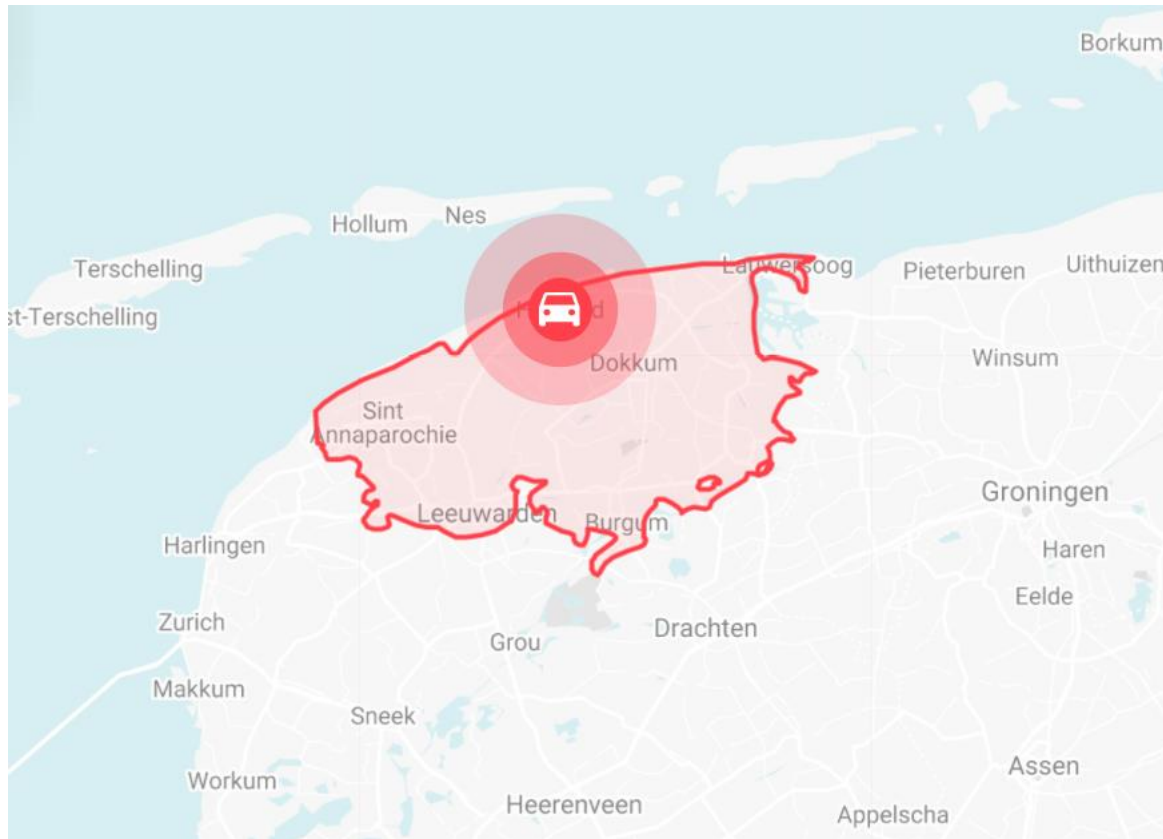 Borkum
Hollum
Nes
Terschelling
st-Terschelling
Lauwersoog
Pieterburen
Uithuizen
Dokkum
Winsum
Sint
Annaparochie
Leeuwarden
Burgum
Groningen
Harlingen
Haren
Eelde
Zurich
Grou
Drachten
Makkum
Sneek
Assen
Workum
Heerenveen
Appelscha